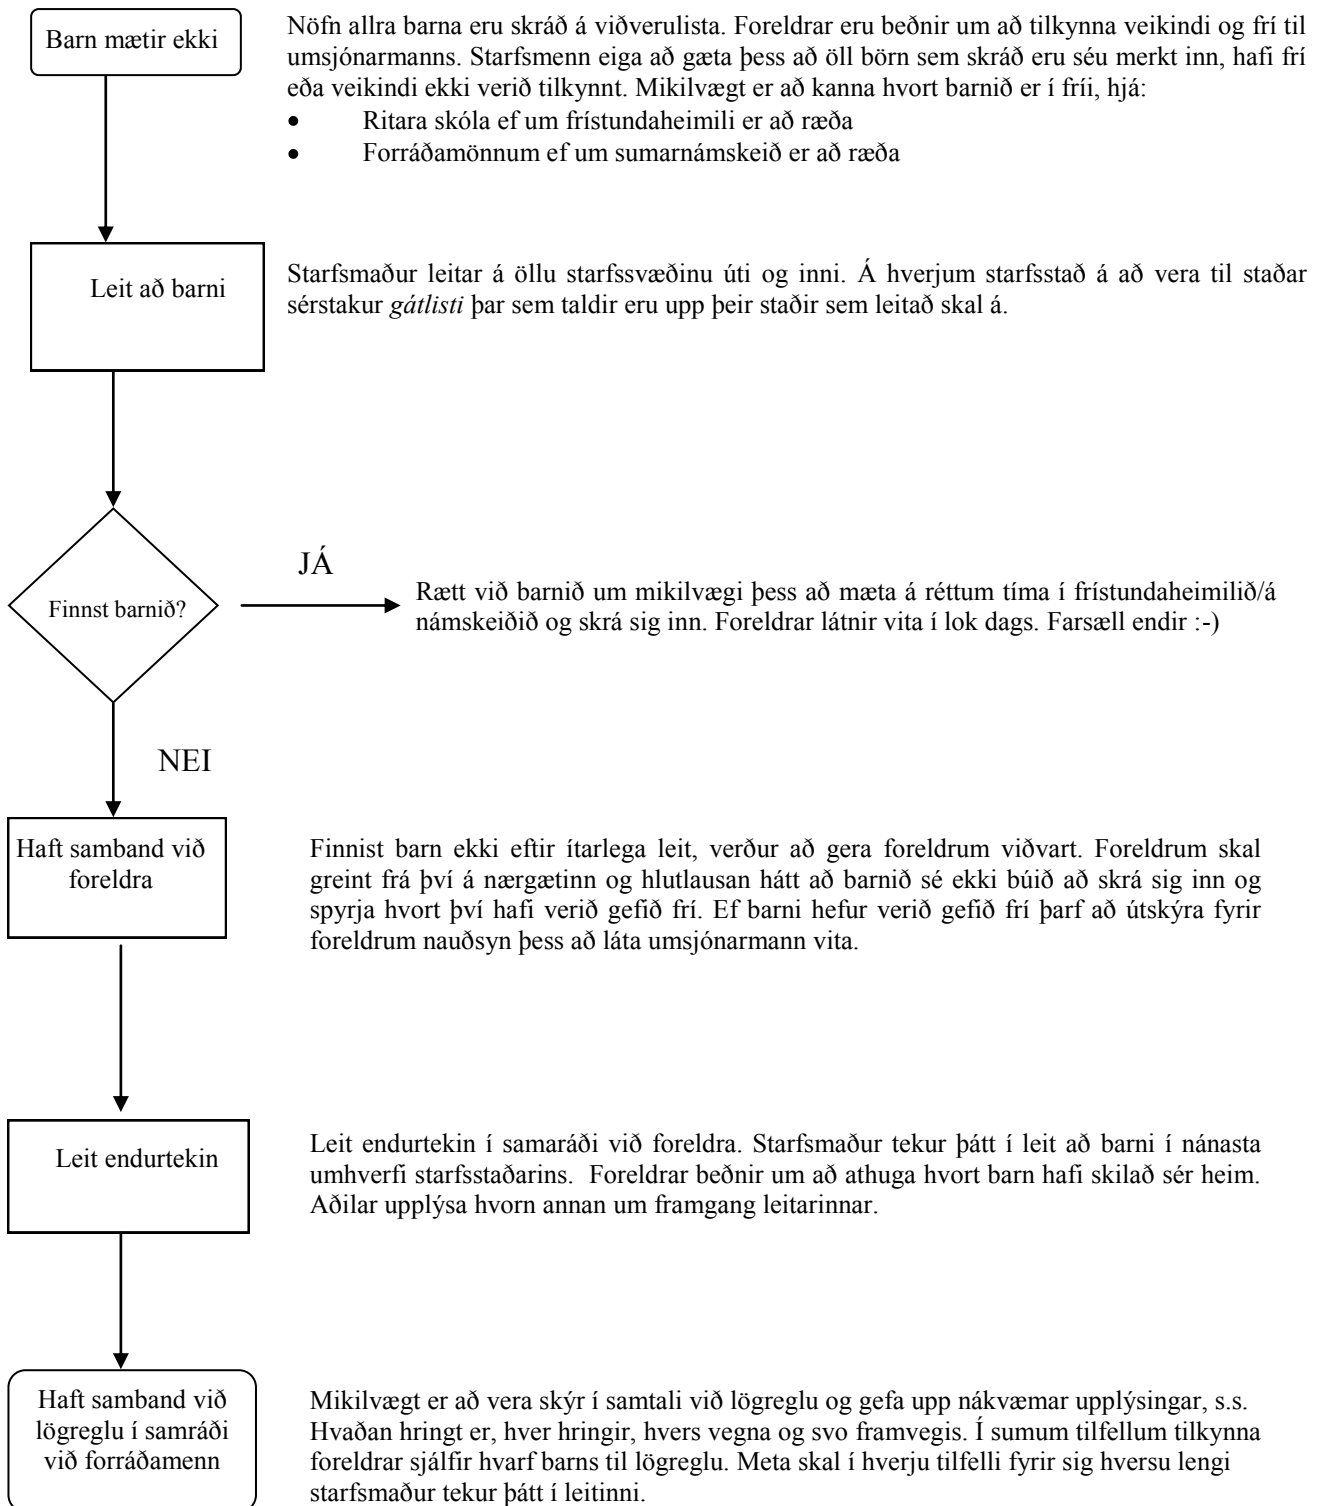 Barn mætir ekki
Nöfn allra barna eru skráð á viðverulista. Foreldrar eru beðnir um að tilkynna veikindi og frí til
umsjónarmanns. Starfsmenn eiga að gæta þess að öll börn sem skráð eru séu merkt inn, hafi frí
eða veikindi ekki verið tilkynnt. Mikilvægt er að kanna hvort barnið er í fríi, hjá:
• Ritara skóla ef um frístundaheimili er að ræða
• Forráðamönnum ef um sumarnámskeið er að ræða
Leit að barni
Starfsmaður leitar á öllu starfssvæðinu úti og inni. Á hverjum starfsstað á að vera til staðar
sérstakur gátlisti þar sem taldir eru upp þeir staðir sem leitað skal á.
Finnst barnið?
JÁ
Rætt við barnið um mikilvægi þess að mæta á réttum tíma í frístundaheimilið/á
námskeiðið og skrá sig inn. Foreldrar látnir vita í lok dags. Farsæll endir :-)
NEI
Haft samband við
foreldra
Finnist barn ekki eftir ítarlega leit, verður að gera foreldrum viðvart. Foreldrum skal
greint frá því á nærgætinn og hlutlausan hátt að barnið sé ekki búið að skrá sig inn og
spyrja hvort því hafi verið gefið frí. Ef barni hefur verið gefið frí þarf að útskýra fyrir
foreldrum nauðsyn þess að láta umsjónarmann vita.
Leit endurtekin
Leit endurtekin í samaráði við foreldra. Starfsmaður tekur þátt í leit að barni í nánasta
umhverfi starfsstaðarins. Foreldrar beðnir um að athuga hvort barn hafi skilað sér heim.
Aðilar upplýsa hvorn annan um framgang leitarinnar.
Haft samband við
lögreglu í samráði
við forráðamenn
Mikilvægt er að vera skýr í samtali við lögreglu og gefa upp nákvæmar upplýsingar, s.s.
Hvaðan hringt er, hver hringir, hvers vegna og svo framvegis. Í sumum tilfellum tilkynna
foreldrar sjálfir hvarf barns til lögreglu. Meta skal í hverju tilfelli fyrir sig hversu lengi
starfsmaður tekur þátt í leitinni.